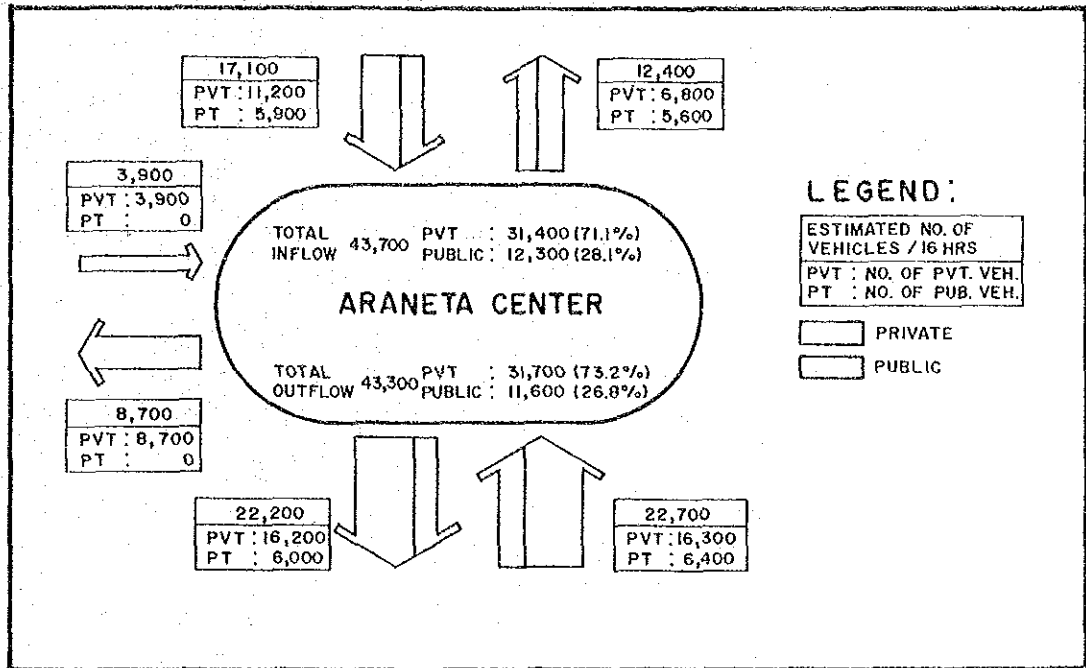 17,100
PVT : 11,200
PT : 5,900
12,400
PVT : 6,800
PT : 5,600
3,900
PVT : 3,900
PT : 0
TOTAL INFLOW 43,700 PVT : 31,400 (71.1%)
PUBLIC : 12,300 (28.1%)
ARANETA CENTER
TOTAL OUTFLOW 43,300 PVT : 31,700 (73.2%)
PUBLIC : 11,600 (26.8%)
8,700
PVT : 8,700
PT : 0
22,200
PVT : 16,200
PT : 6,000
22,700
PVT : 16,300
PT : 6,400
LEGEND :
ESTIMATED NO. OF
VEHICLES / 16 HRS
PVT : NO. OF PVT. VEH.
PT : NO. OF PUB. VEH.
PRIVATE
PUBLIC